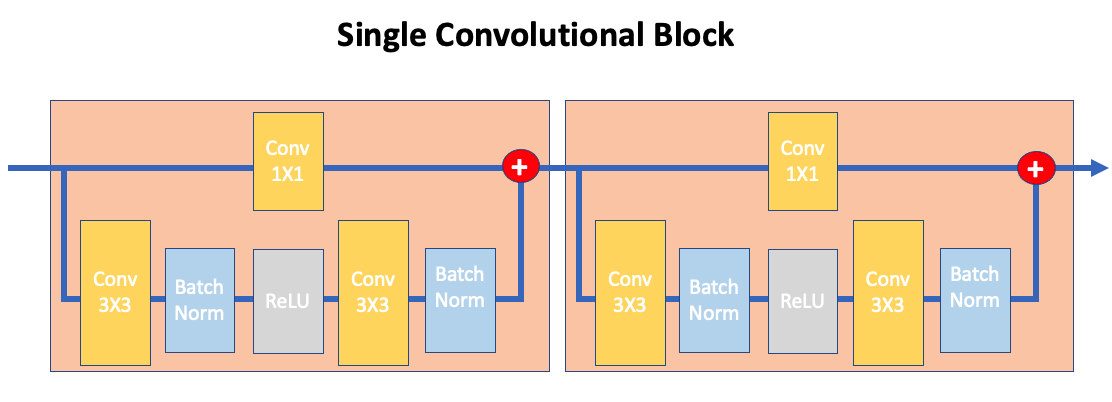 Single Convolutional Block
Conv
1X1
+
Conv
3X3
Batch
Norm
ReLU
Conv
3X3
Batch
Norm
Conv
1X1
+
Conv
3X3
Batch
Norm
ReLU
Conv
3X3
Batch
Norm